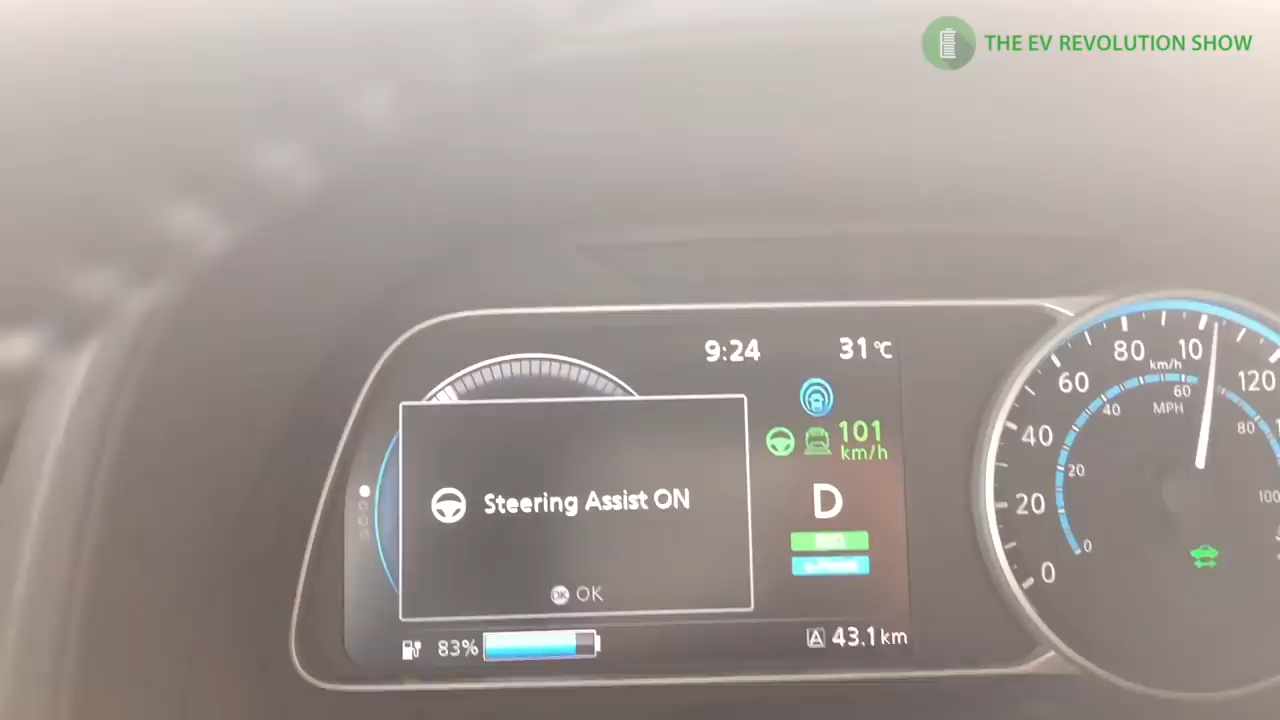 THE EV REVOLUTION SHOW
9:24
31°C
101
km/h
Steering Assist ON
D
OK OK
83%
A 43.1 km
0
20
40
60
80
10
120
km/h
0
20
40
60
80
100
MPH